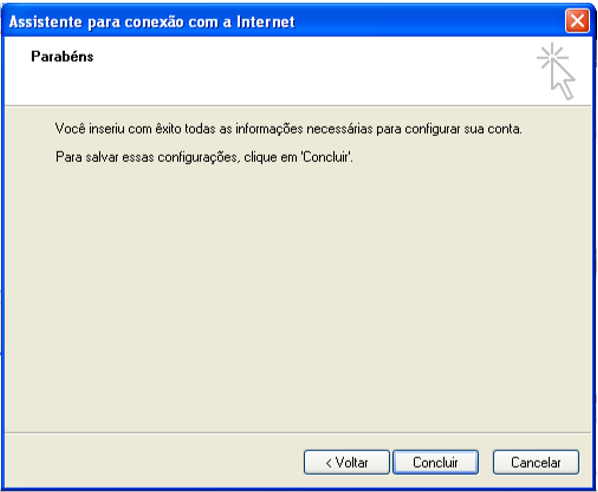 Assistente para conexão com a Internet
Parabéns
Você inseriu com êxito todas as informações necessárias para configurar sua conta.
Para salvar essas configurações, clique em 'Concluir'.
< Voltar
Concluir
Cancelar